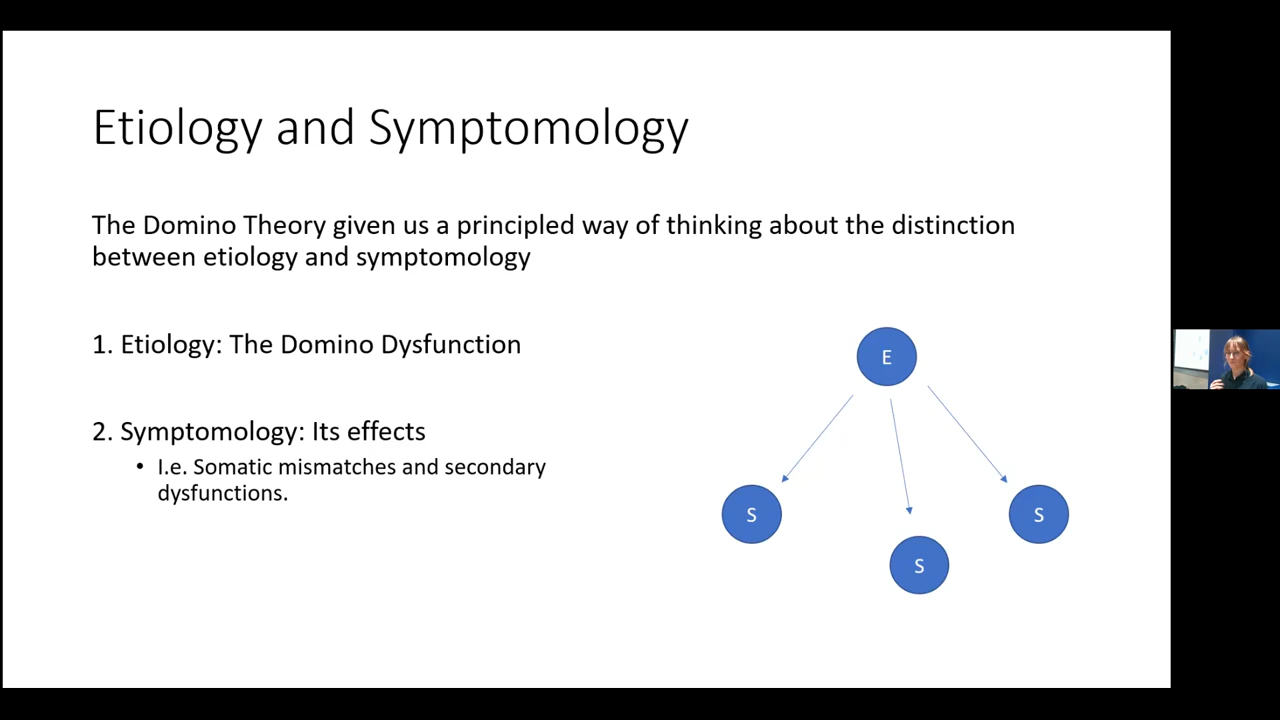 Etiology and Symptomology
The Domino Theory given us a principled way of thinking about the distinction
between etiology and symptomology
1. Etiology: The Domino Dysfunction
2. Symptomology: Its effects
• I.e. Somatic mismatches and secondary
dysfunctions.
E
S
S
S